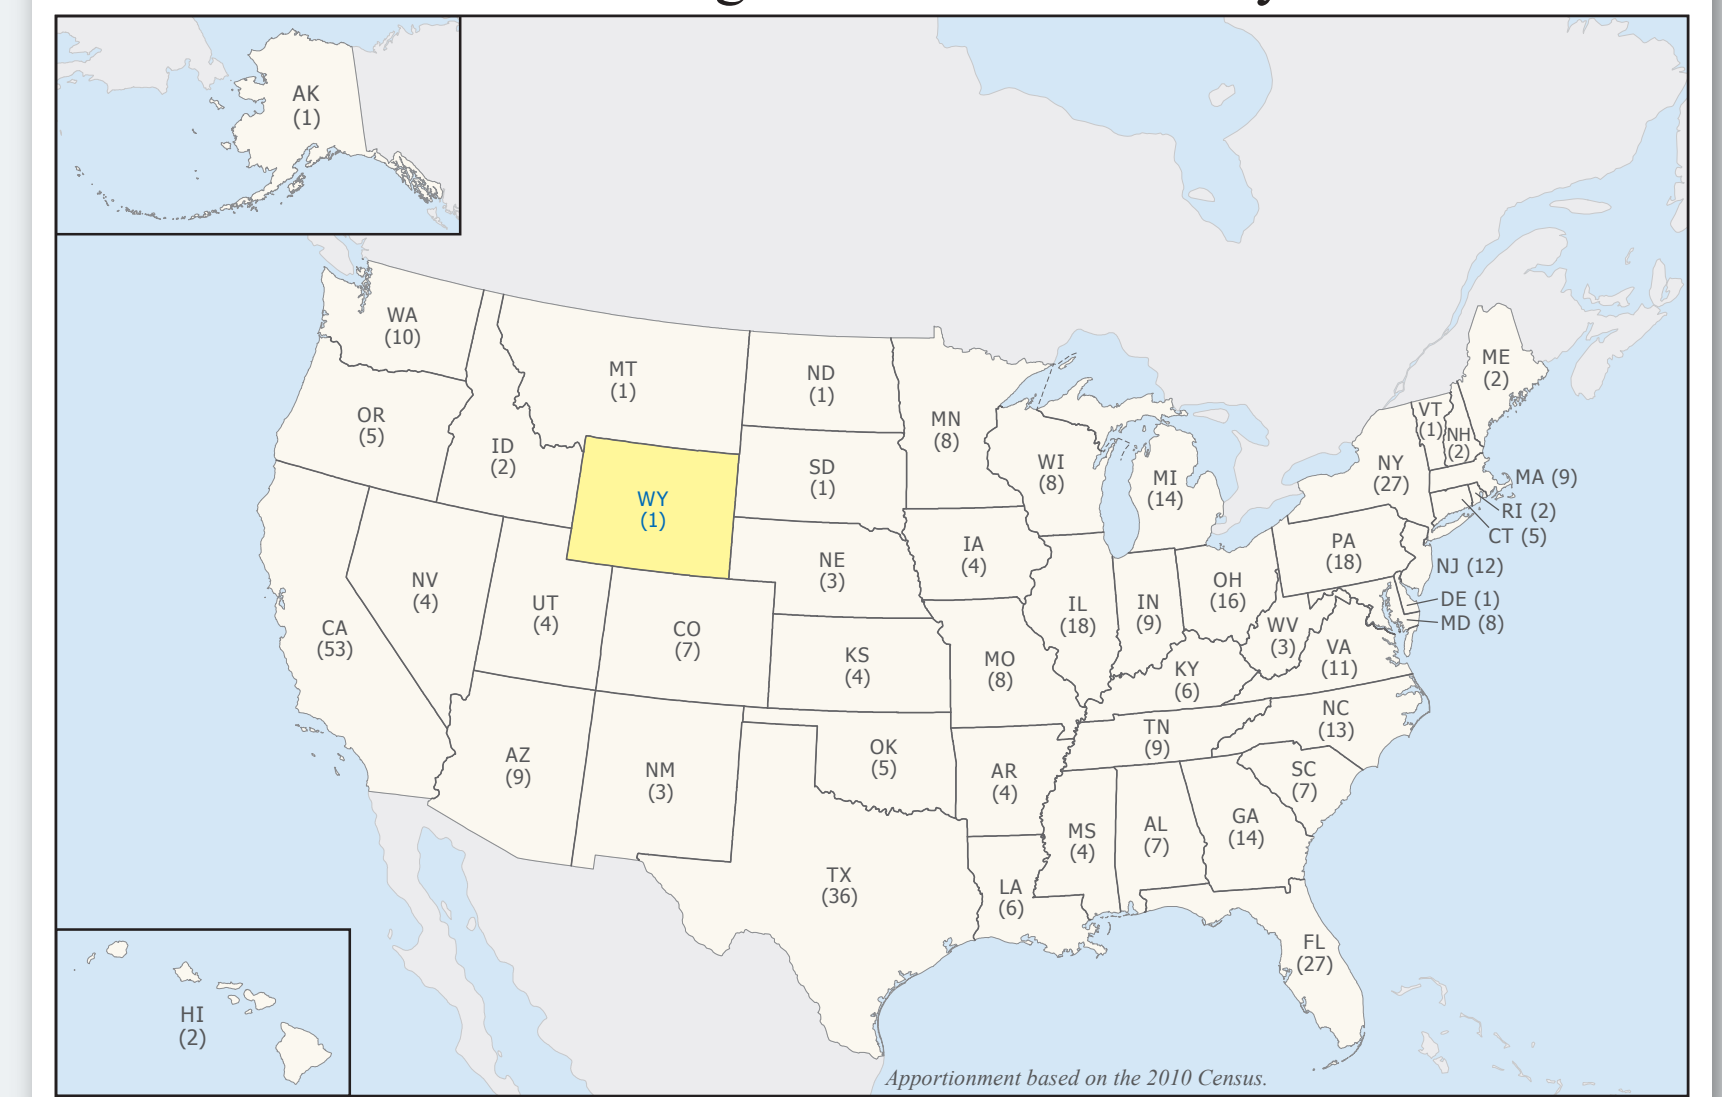 AK
(1)
WA
(10)
MT
(1)
ND
(1)
MN
(8)
OR
(5)
ID
(2)
WY
(1)
SD
(1)
WI
(8)
MI
(14)
ME
(2)
VT
(1)
NH
(2)
NY
(27)
MA (9)
RI (2)
CT (5)
NJ (12)
DE (1)
MD (8)
PA
(18)
NV
(4)
UT
(4)
CO
(7)
NE
(3)
IA
(4)
IL
(18)
IN
(9)
OH
(16)
WV
(3)
VA
(11)
CA
(53)
KS
(4)
MO
(8)
KY
(6)
NC
(13)
TN
(9)
SC
(7)
AZ
(9)
NM
(3)
OK
(5)
AR
(4)
MS
(4)
AL
(7)
GA
(14)
TX
(36)
LA
(6)
FL
(27)
HI
(2)
Apportionment based on the 2010 Census.